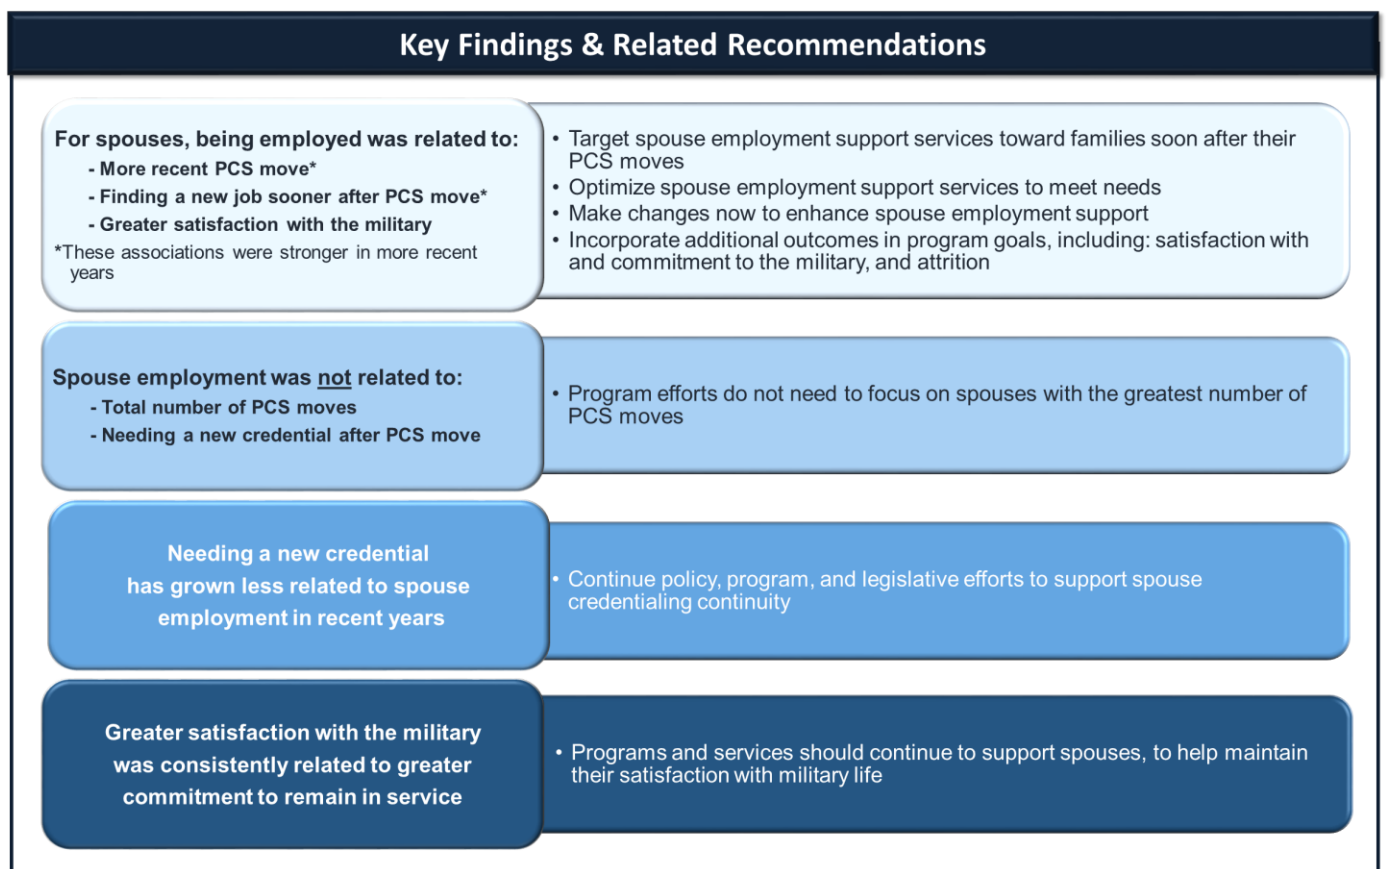 Key Findings & Related Recommendations
For spouses, being employed was related to:
- More recent PCS move*
- Finding a new job sooner after PCS move*
- Greater satisfaction with the military
*These associations were stronger in more recent
years
• Target spouse employment support services toward families soon after their
PCS moves
• Optimize spouse employment support services to meet needs
• Make changes now to enhance spouse employment support
• Incorporate additional outcomes in program goals, including: satisfaction with
and commitment to the military, and attrition
Spouse employment was not related to:
- Total number of PCS moves
- Needing a new credential after PCS move
• Program efforts do not need to focus on spouses with the greatest number of
PCS moves
Needing a new credential
has grown less related to spouse
employment in recent years
• Continue policy, program, and legislative efforts to support spouse
credentialing continuity
Greater satisfaction with the military
was consistently related to greater
commitment to remain in service
• Programs and services should continue to support spouses, to help maintain
their satisfaction with military life